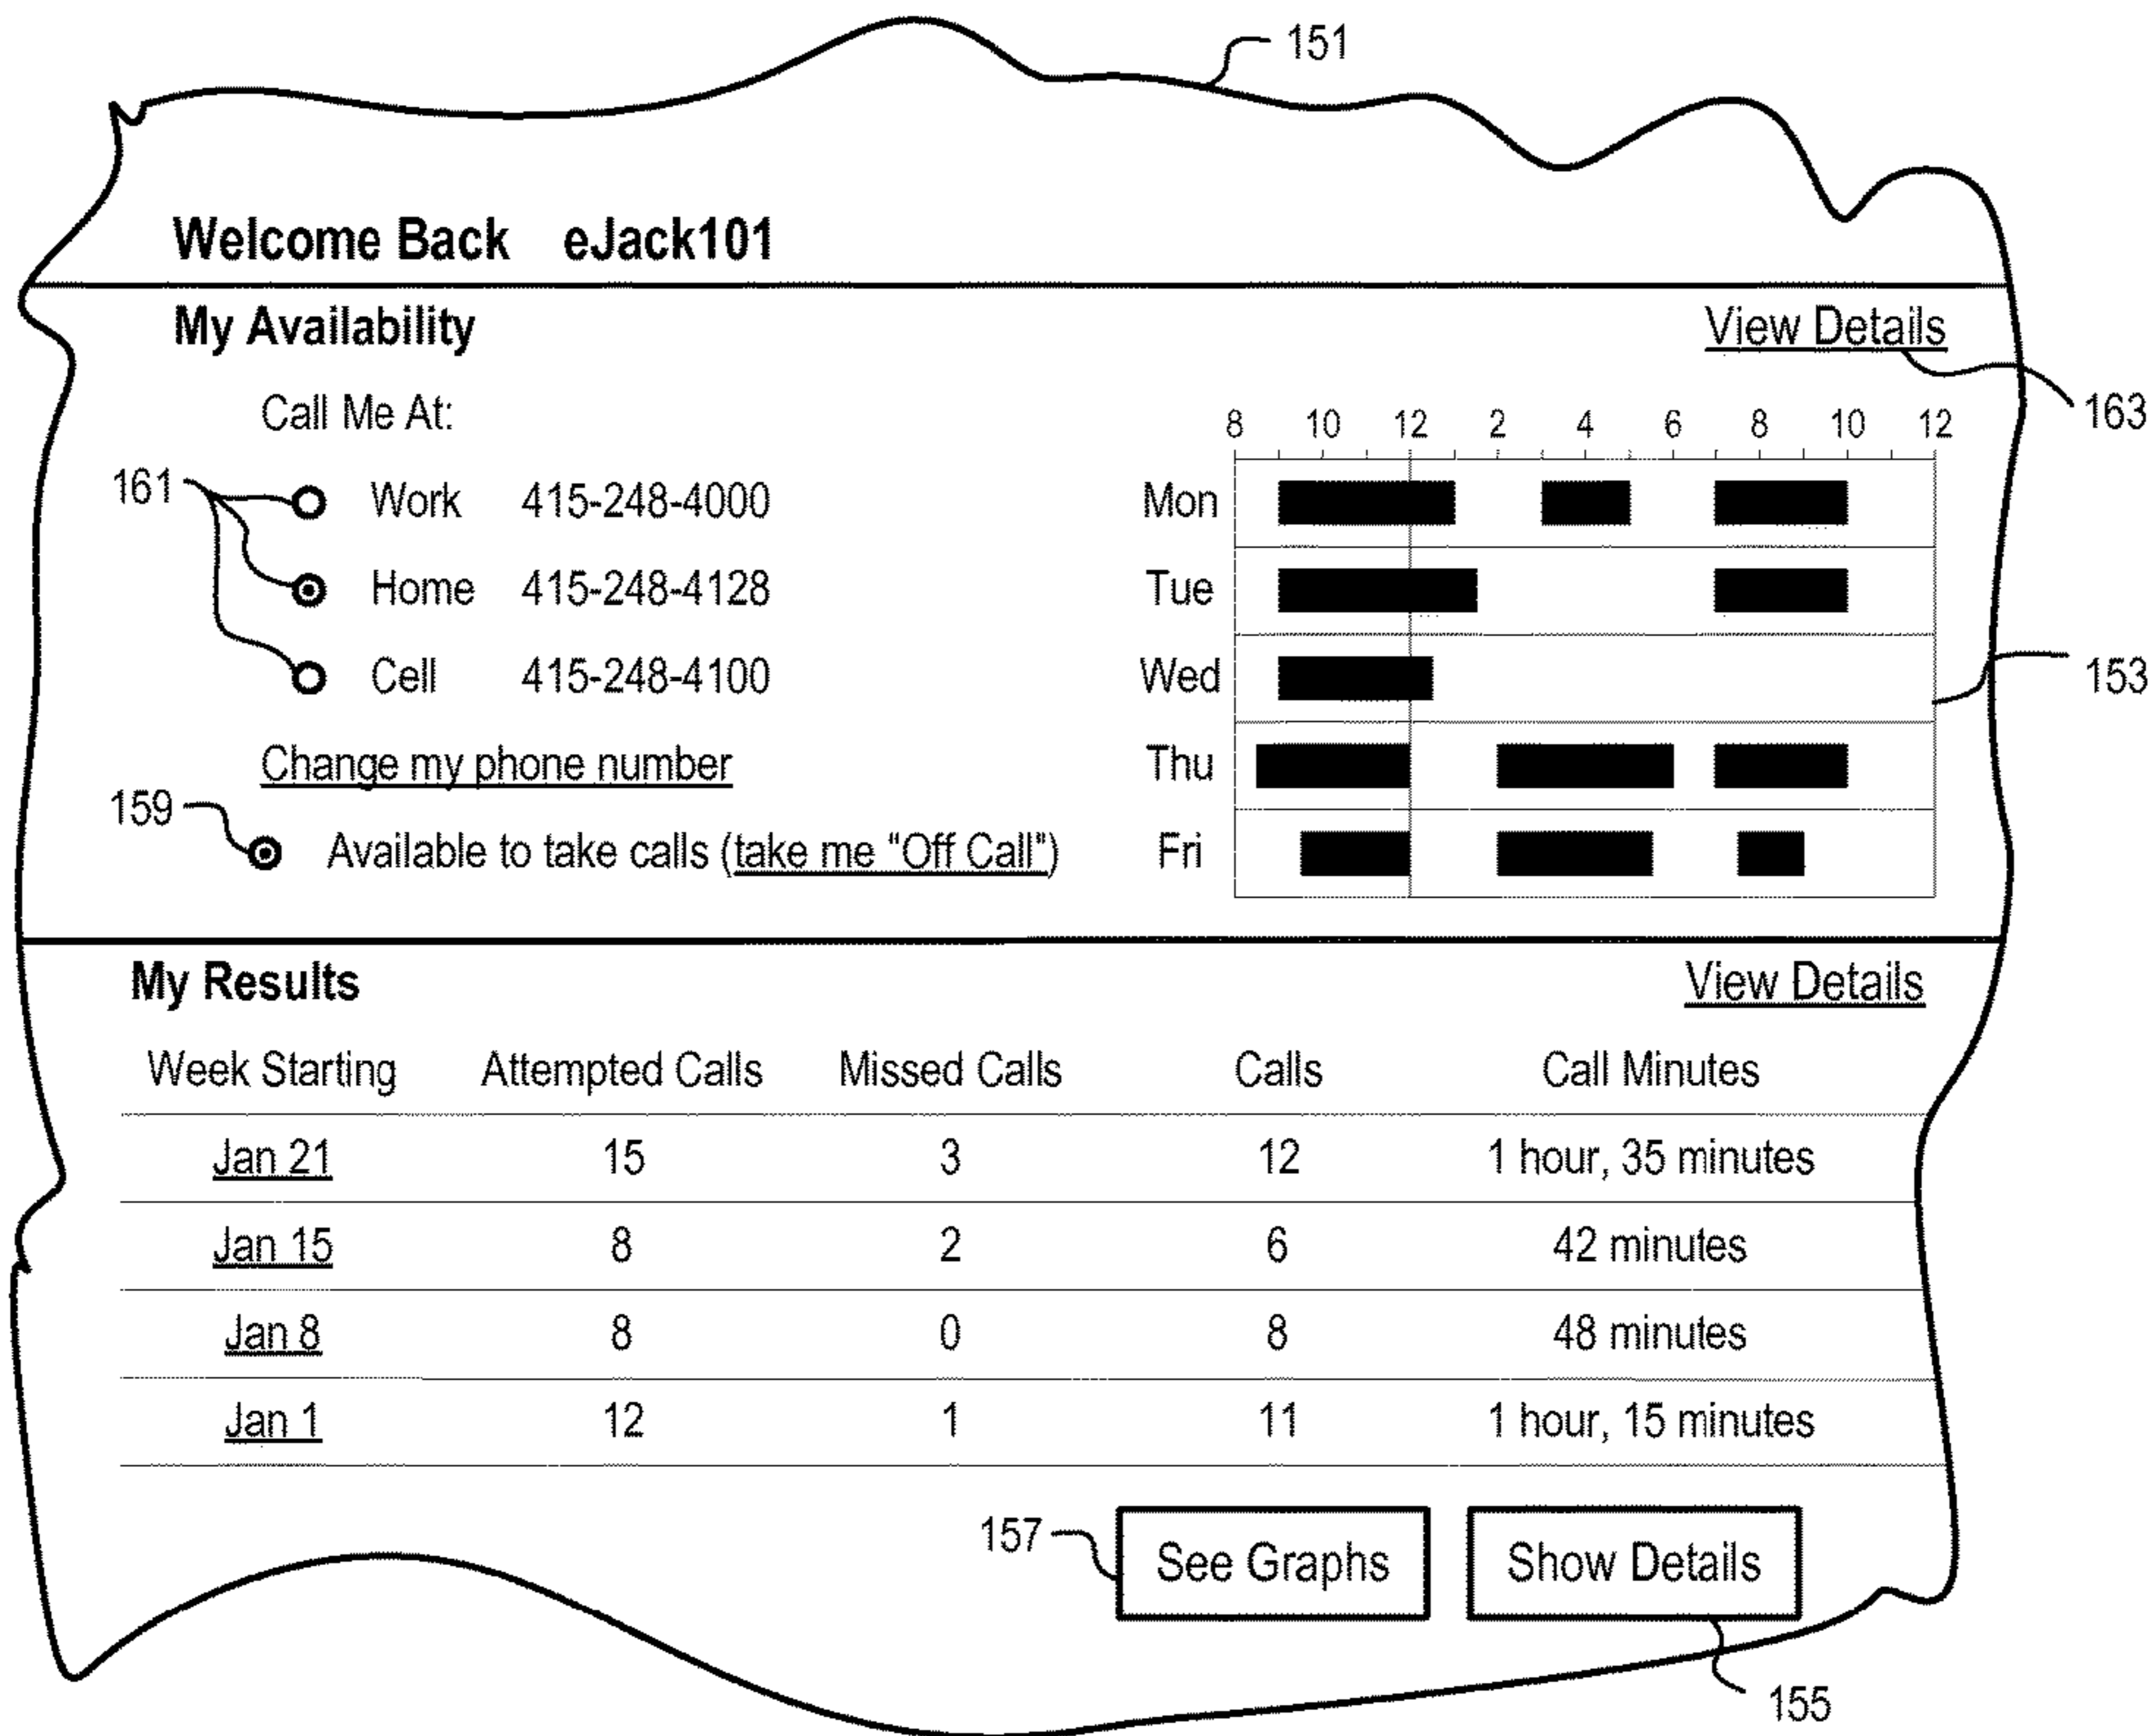 151
Welcome Back eJack101
My Availability View Details
163
Call Me At:
8 10 12 2 4 6 8 10 12
161
Work 415-248-4000 Mon
Home 415-248-4128 Tue
Cell 415-248-4100 Wed
153
Change my phone number Thu
159
Available to take calls (take me "Off Call") Fri
My Results View Details
Week Starting Attempted Calls Missed Calls Calls Call Minutes
Jan 21 15 3 12 1 hour, 35 minutes
Jan 15 8 2 6 42 minutes
Jan 8 8 0 8 48 minutes
Jan 1 12 1 11 1 hour, 15 minutes
157 See Graphs Show Details
155